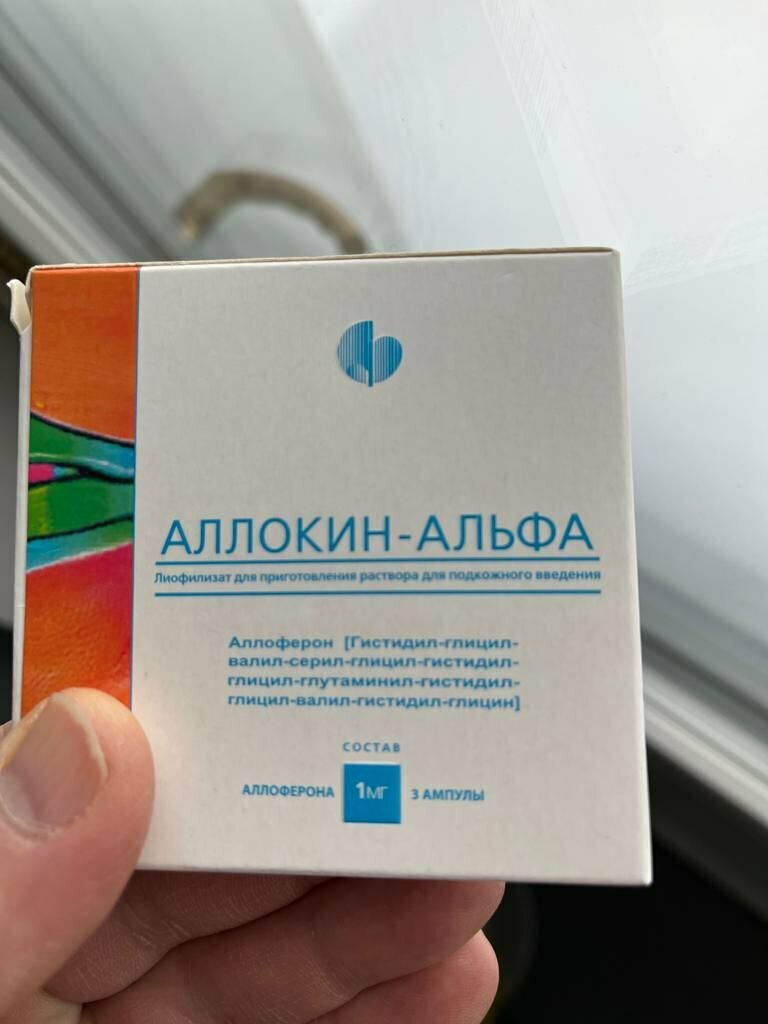 АЛЛОКИН-АЛЬФА
Лиофилизат для приготовления раствора для подкожного введения
Аллоферон [Гистидил-глицил-
валил-серил-глицил-гистидил-
глицил-глутаминил-гистидил-
глицил-валил-гистидил-глицин]
СОСТАВ
АЛЛОФЕРОНА 1МГ 3 АМПУЛЫ